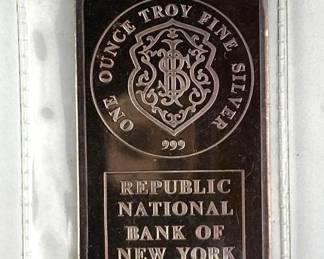 ONE OUNCE TROY FINE SILVER
999
REPUBLIC
NATIONAL
BANK OF
NEW YORK